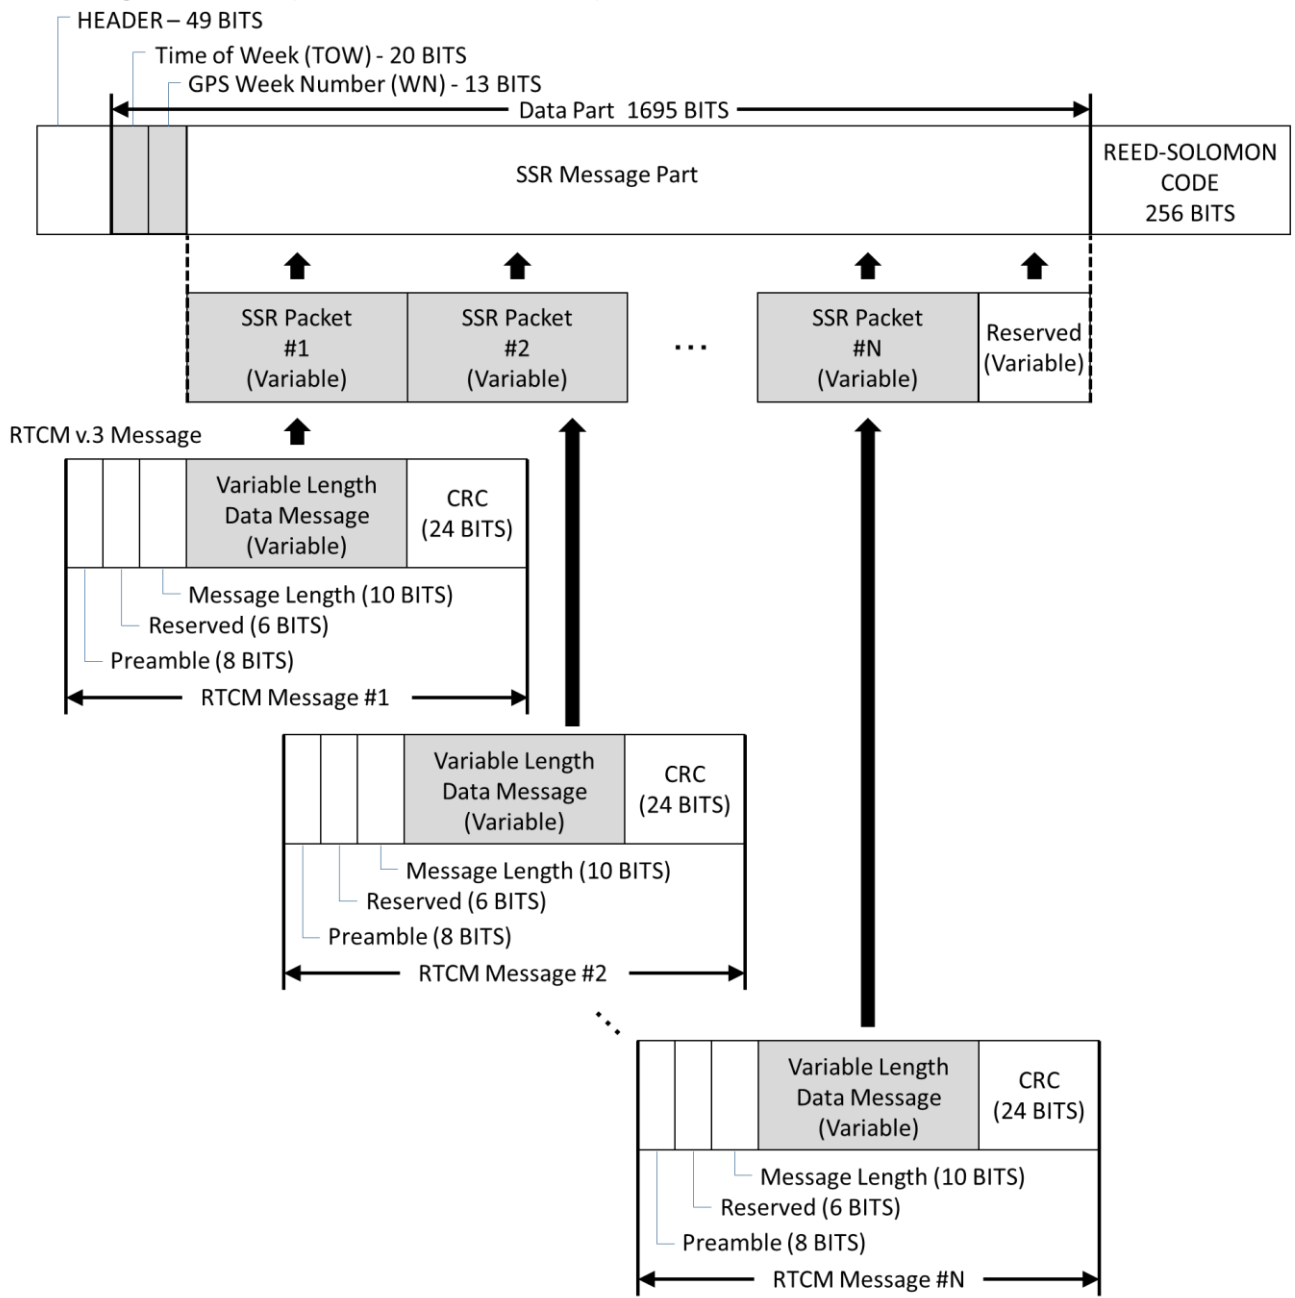 HEADER – 49 BITS
Time of Week (TOW) - 20 BITS
GPS Week Number (WN) - 13 BITS
Data Part  1695 BITS
SSR Message Part
REED-SOLOMON
CODE
256 BITS
SSR Packet
#1
(Variable)
SSR Packet
#2
(Variable)
...
SSR Packet
#N
(Variable)
Reserved
(Variable)
RTCM v.3 Message
Variable Length
Data Message
(Variable)
CRC
(24 BITS)
Message Length (10 BITS)
Reserved (6 BITS)
Preamble (8 BITS)
RTCM Message #1
Variable Length
Data Message
(Variable)
CRC
(24 BITS)
Message Length (10 BITS)
Reserved (6 BITS)
Preamble (8 BITS)
RTCM Message #2
...
Variable Length
Data Message
(Variable)
CRC
(24 BITS)
Message Length (10 BITS)
Reserved (6 BITS)
Preamble (8 BITS)
RTCM Message #N